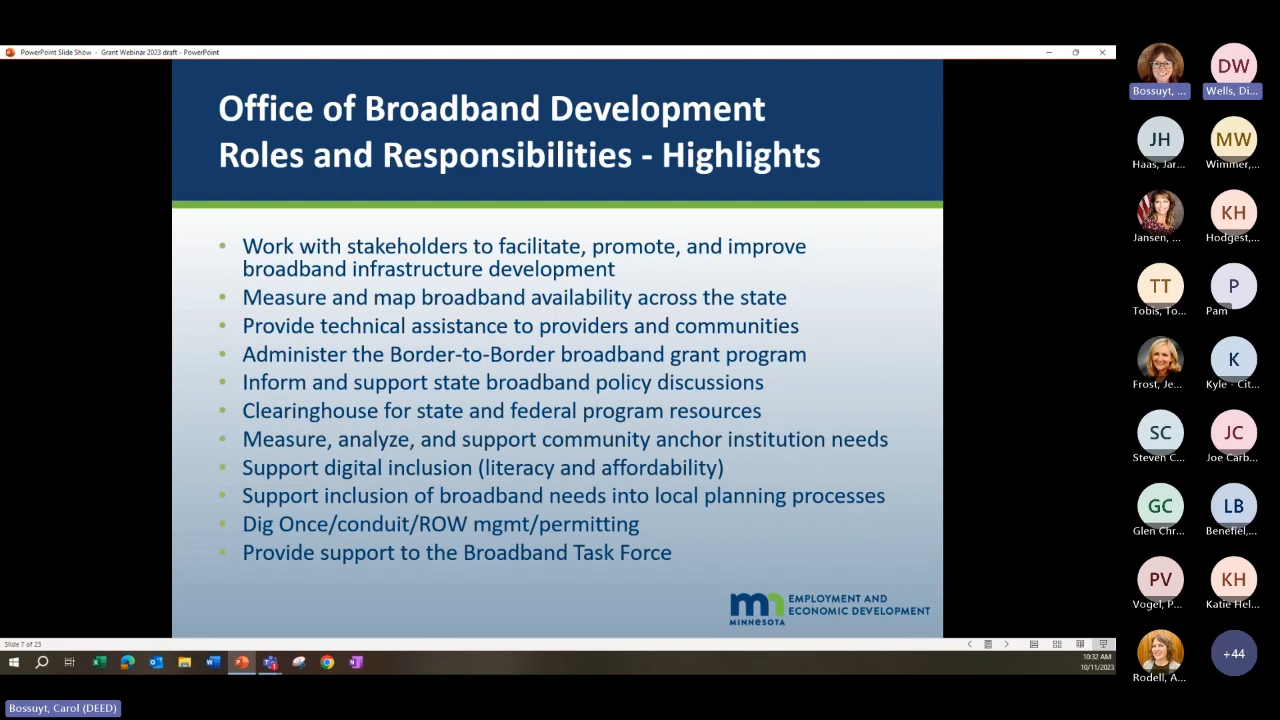 PowerPoint Slide Show - Grant Webinar 2023 draft - PowerPoint
Office of Broadband Development
Roles and Responsibilities - Highlights
• Work with stakeholders to facilitate, promote, and improve
broadband infrastructure development
• Measure and map broadband availability across the state
• Provide technical assistance to providers and communities
• Administer the Border-to-Border broadband grant program
• Inform and support state broadband policy discussions
• Clearinghouse for state and federal program resources
• Measure, analyze, and support community anchor institution needs
• Support digital inclusion (literacy and affordability)
• Support inclusion of broadband needs into local planning processes
• Dig Once/conduit/ROW mgmt/permitting
• Provide support to the Broadband Task Force
mn
MINNESOTA
EMPLOYMENT AND
ECONOMIC DEVELOPMENT
Slide 7 of 23
10:32 AM
10/11/2023
Bossuyt, Carol (DEED)
DW
Bossuyt, ...
Wells, Di...
JH
MW
Haas, Jar...
Wimmer,...
KH
Jansen, ...
Hodgest,...
TT
P
Tobis, To...
Pam
K
Frost, Je...
Kyle - Cit...
SC
JC
Steven C...
Joe Carb...
GC
LB
Glen Chr...
Benefiel,...
PV
KH
Vogel, P...
Katie Hel...
+44
Rodell, A...